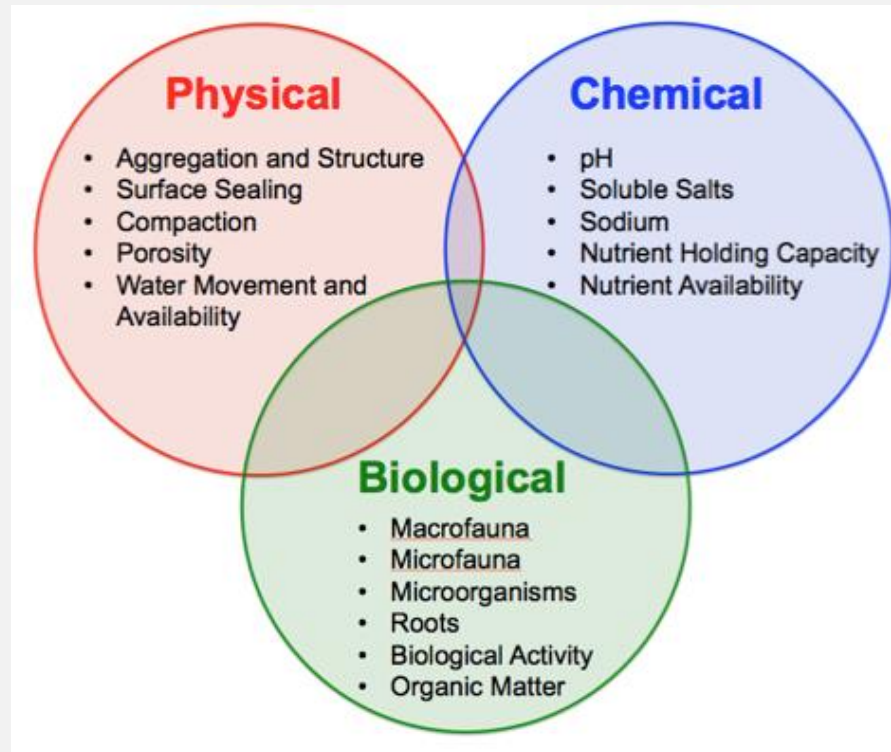 Physical
• Aggregation and Structure
• Surface Sealing
• Compaction
• Porosity
• Water Movement and
Availability
Chemical
• pH
• Soluble Salts
• Sodium
• Nutrient Holding Capacity
• Nutrient Availability
Biological
• Macrofauna
• Microfauna
• Microorganisms
• Roots
• Biological Activity
• Organic Matter